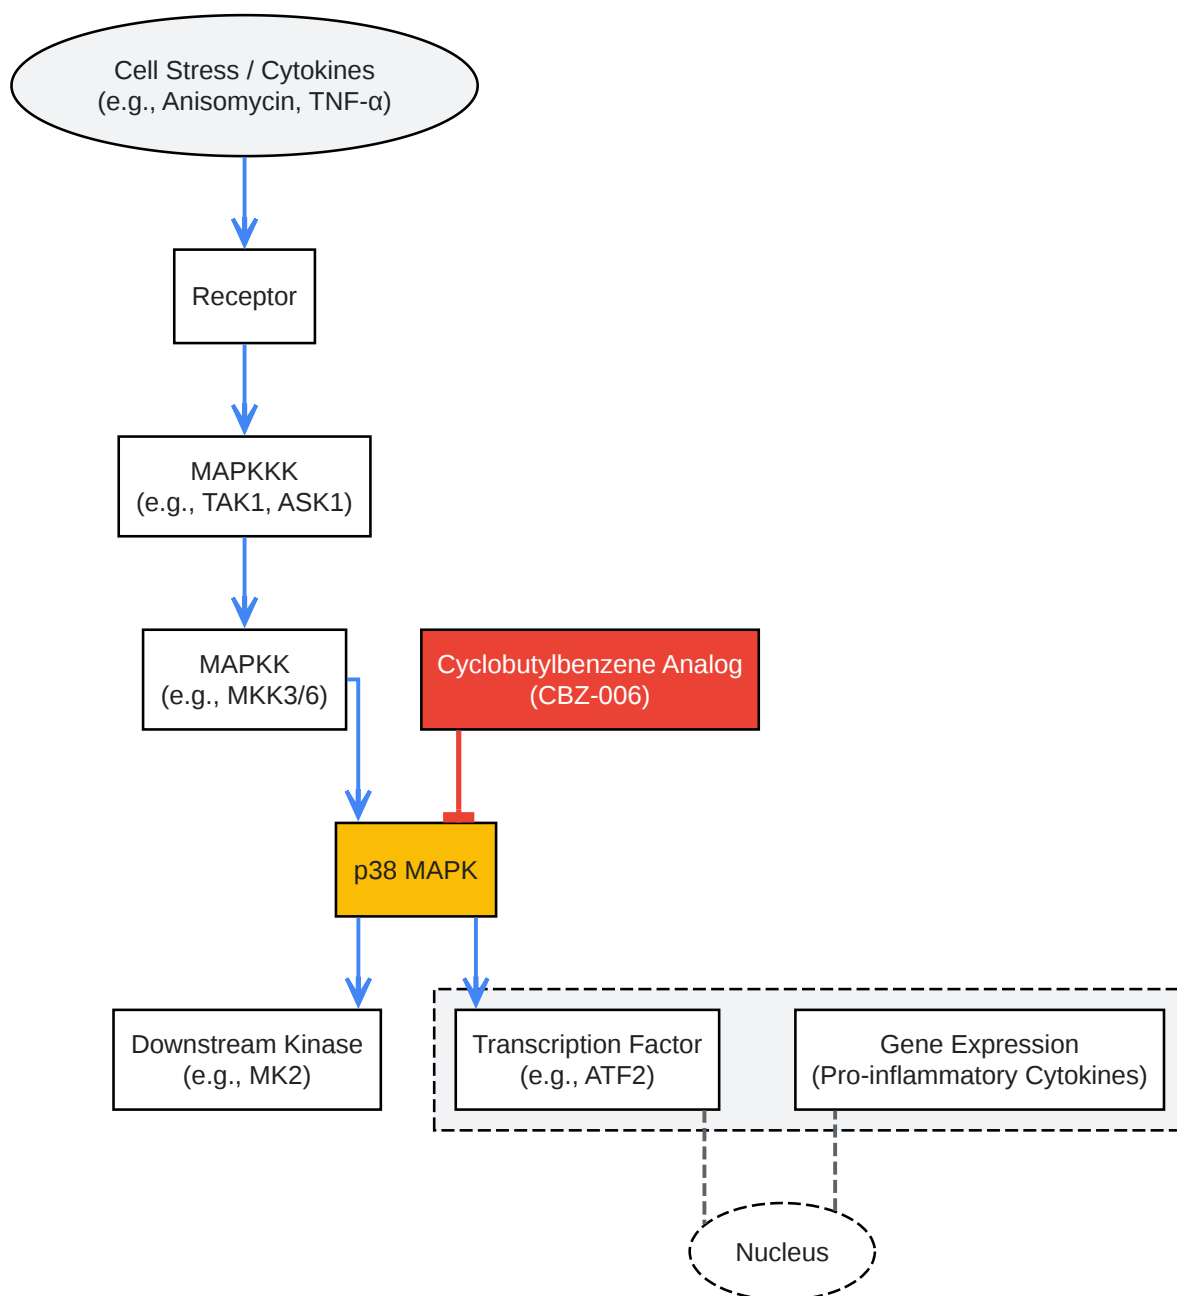 Cell Stress / Cytokines
(e.g., Anisomycin, TNF-α)
Receptor
MAPKKK
(e.g., TAK1, ASK1)
MAPKK
(e.g., MKK3/6)
Cyclobutylbenzene Analog
(CBZ-006)
p38 MAPK
Downstream Kinase
(e.g., MK2)
Transcription Factor
(e.g., ATF2)
Gene Expression
(Pro-inflammatory Cytokines)
Nucleus